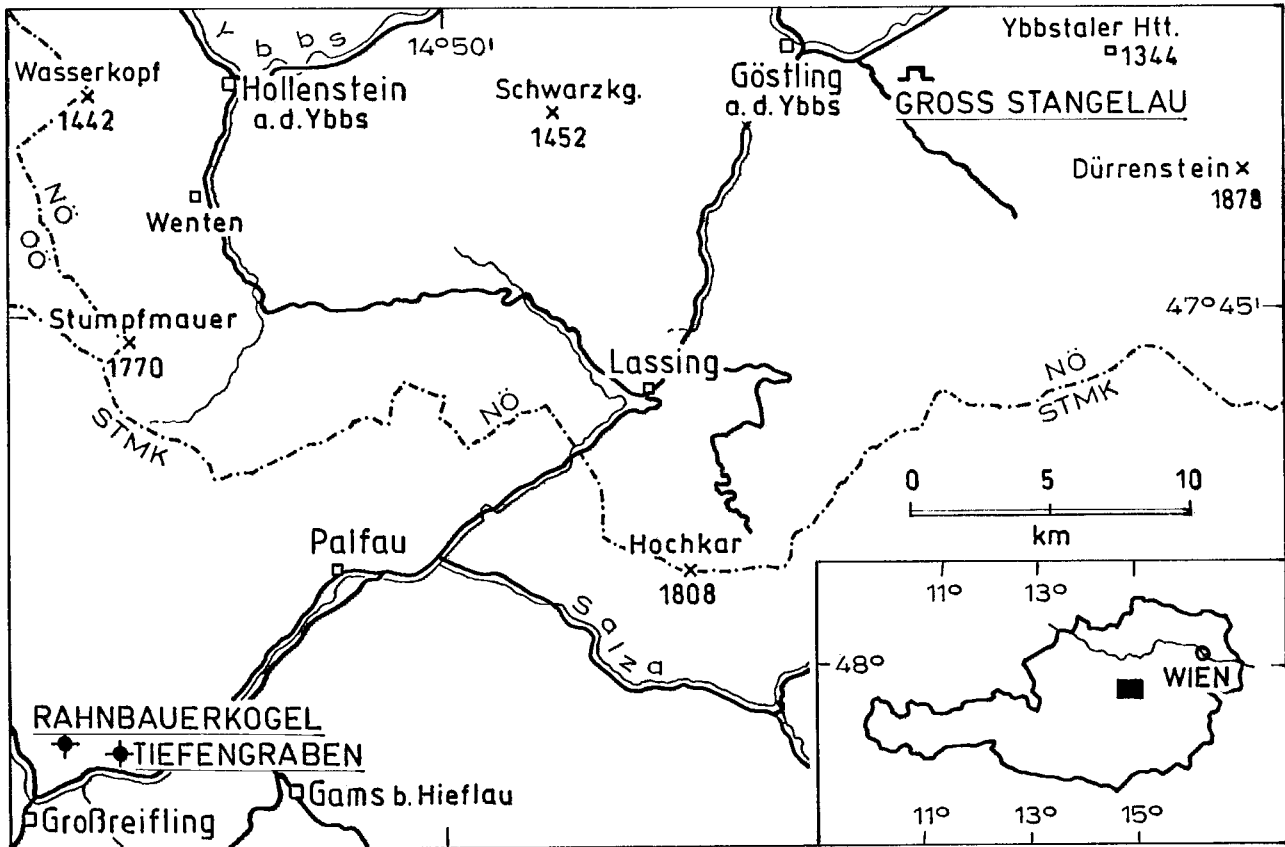 Ybbs
14°50'
Ybbstaler Htt.
1344
Wasserkopf
1442
Hollenstein
a.d.Ybbs
Schwarzkg.
1452
Göstling
a.d.Ybbs
GROSS STANGELAU
Dürrenstein
1878
NÖ
OÖ
Wenten
47°45'
Stumpfmauer
1770
Lassing
NÖ
STMK
NÖ
STMK
0 5 10
km
Palfau
Hochkar
1808
Salza
11° 13°
48°
WIEN
11° 13° 15°
RAHNBAUERKOGEL
TIEFENGRABEN
Gams b. Hieflau
Großreifling